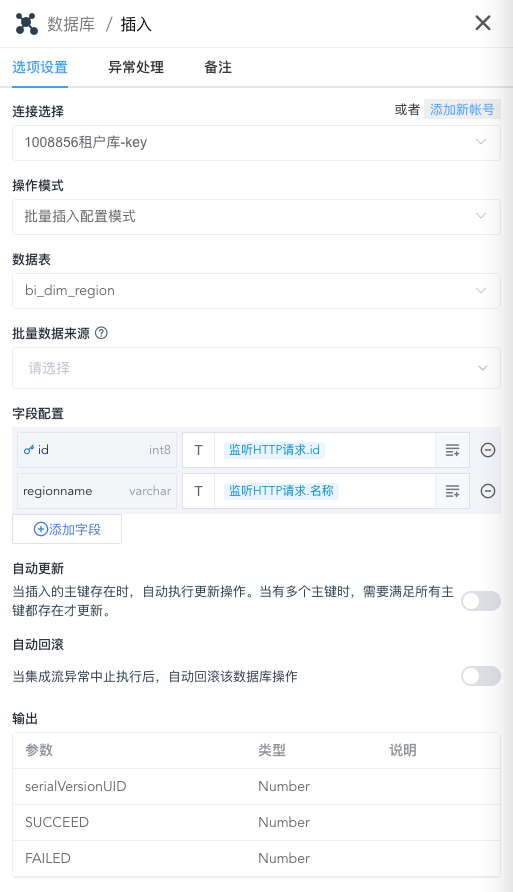 数据库 / 插入
选项设置 异常处理 备注
连接选择 或者 添加新帐号
1008856租户库-key
操作模式
批量插入配置模式
数据表
bi_dim_region
批量数据来源 ?
请选择
字段配置
id int8 T 监听HTTP请求.id
regionname varchar T 监听HTTP请求.名称
添加字段
自动更新
当插入的主键存在时，自动执行更新操作。当有多个主键时，需要满足所有主
键都存在才更新。
自动回滚
当集成流异常中止执行后，自动回滚该数据库操作
输出
参数 类型 说明
serialVersionUID Number
SUCCEED Number
FAILED Number